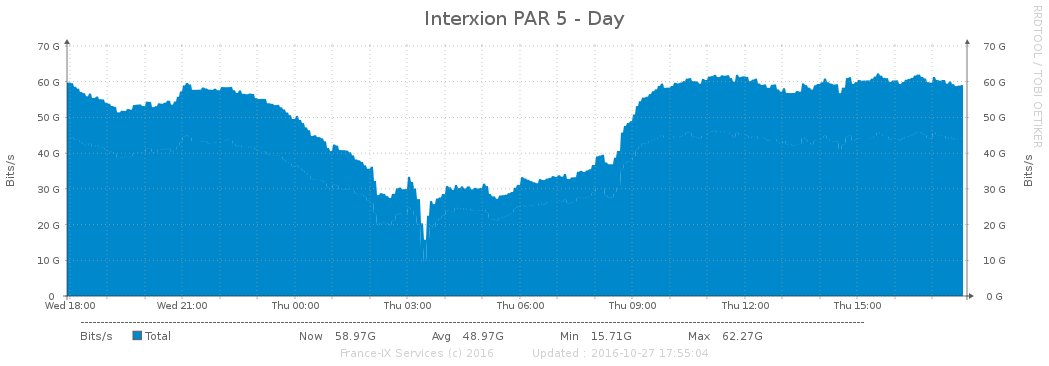 Interxion PAR 5 - Day
RRDTOOL / TOBI OETIKER
Bits/s
70 G 70 G
60 G 60 G
50 G 50 G
40 G 40 G
30 G 30 G
20 G 20 G
10 G 10 G
0 0 G
Bits/s
Wed 18:00 Wed 21:00 Thu 00:00 Thu 03:00 Thu 06:00 Thu 09:00 Thu 12:00 Thu 15:00
Bits/s Total Now 58.97G Avg 48.97G Min 15.71G Max 62.27G
France-IX Services (c) 2016 Updated : 2016-10-27 17:55:04